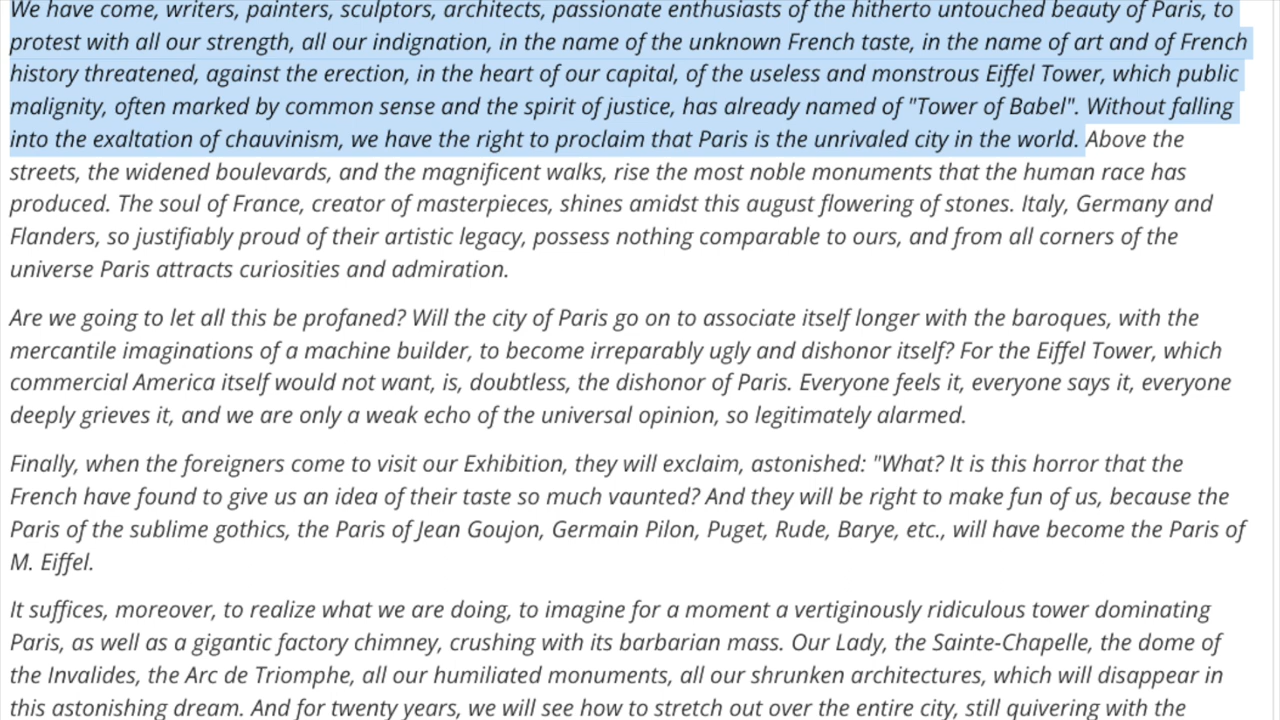 We have come, writers, painters, sculptors, architects, passionate enthusiasts of the hitherto untouched beauty of Paris, to
protest with all our strength, all our indignation, in the name of the unknown French taste, in the name of art and of French
history threatened, against the erection, in the heart of our capital, of the useless and monstrous Eiffel Tower, which public
malignity, often marked by common sense and the spirit of justice, has already named of "Tower of Babel". Without falling
into the exaltation of chauvinism, we have the right to proclaim that Paris is the unrivaled city in the world. Above the
streets, the widened boulevards, and the magnificent walks, rise the most noble monuments that the human race has
produced. The soul of France, creator of masterpieces, shines amidst this august flowering of stones. Italy, Germany and
Flanders, so justifiably proud of their artistic legacy, possess nothing comparable to ours, and from all corners of the
universe Paris attracts curiosities and admiration.
Are we going to let all this be profaned? Will the city of Paris go on to associate itself longer with the baroques, with the
mercantile imaginations of a machine builder, to become irreparably ugly and dishonor itself? For the Eiffel Tower, which
commercial America itself would not want, is, doubtless, the dishonor of Paris. Everyone feels it, everyone says it, everyone
deeply grieves it, and we are only a weak echo of the universal opinion, so legitimately alarmed.
Finally, when the foreigners come to visit our Exhibition, they will exclaim, astonished: "What? It is this horror that the
French have found to give us an idea of their taste so much vaunted? And they will be right to make fun of us, because the
Paris of the sublime gothics, the Paris of Jean Goujon, Germain Pilon, Puget, Rude, Barye, etc., will have become the Paris of
M. Eiffel.
It suffices, moreover, to realize what we are doing, to imagine for a moment a vertiginously ridiculous tower dominating
Paris, as well as a gigantic factory chimney, crushing with its barbarian mass. Our Lady, the Sainte-Chapelle, the dome of
the Invalides, the Arc de Triomphe, all our humiliated monuments, all our shrunken architectures, which will disappear in
this astonishing dream. And for twenty years, we will see how to stretch out over the entire city, still quivering with the